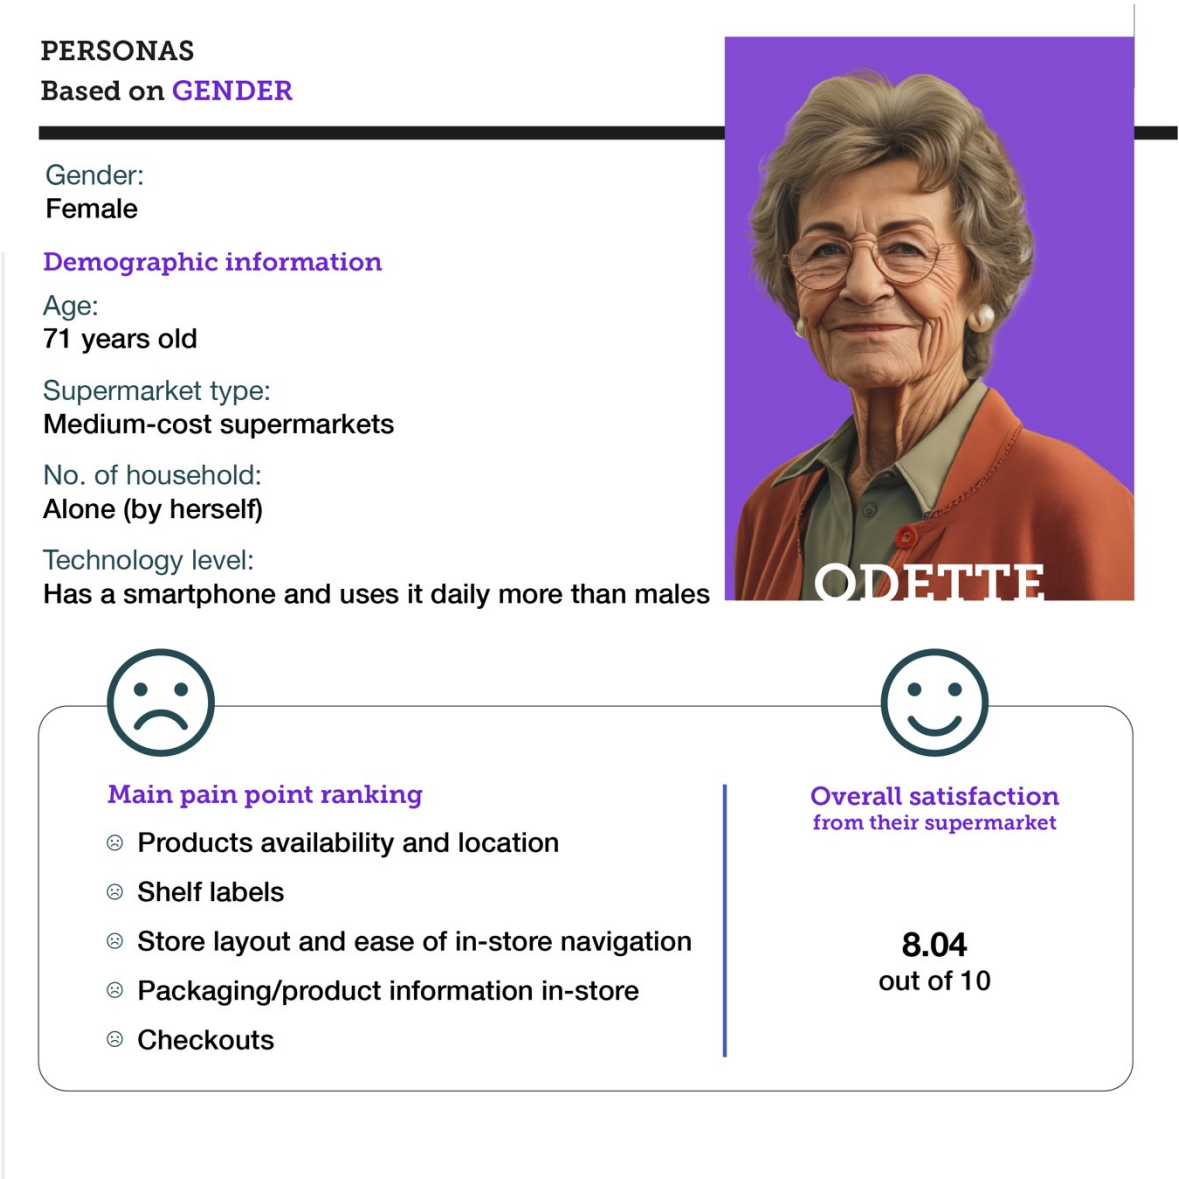 PERSONAS
Based on GENDER
Gender:
Female
Demographic information
Age:
71 years old
Supermarket type:
Medium-cost supermarkets
No. of household:
Alone (by herself)
Technology level:
Has a smartphone and uses it daily more than males
ODETTE
Main pain point ranking
Products availability and location
Shelf labels
Store layout and ease of in-store navigation
Packaging/product information in-store
Checkouts
Overall satisfaction
from their supermarket
8.04
out of 10